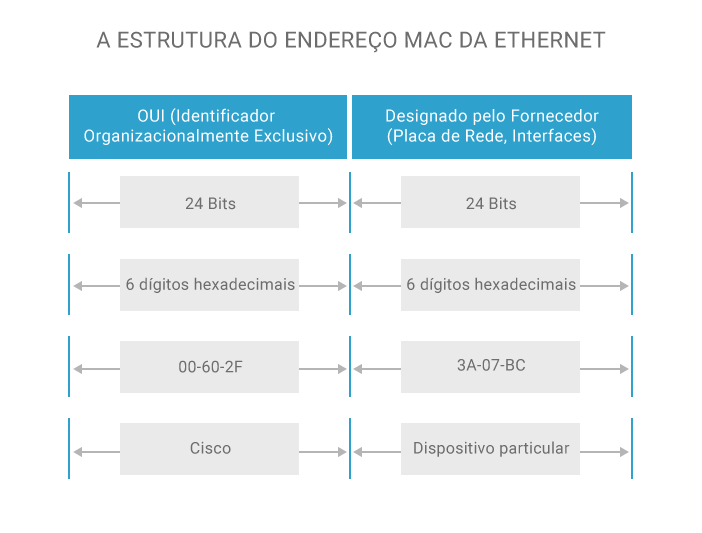 A ESTRUTURA DO ENDEREÇO MAC DA ETHERNET
OUI (Identificador
Organizacionalmente Exclusivo)
Designado pelo Fornecedor
(Placa de Rede, Interfaces)
24 Bits
24 Bits
6 dígitos hexadecimais
6 dígitos hexadecimais
00-60-2F
3A-07-BC
Cisco
Dispositivo particular